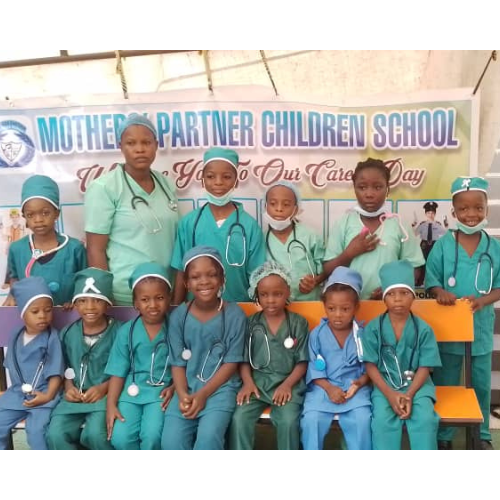 MOTHER'S PARTNER CHILDREN SCHOOL
Welcome You To Our Career Day